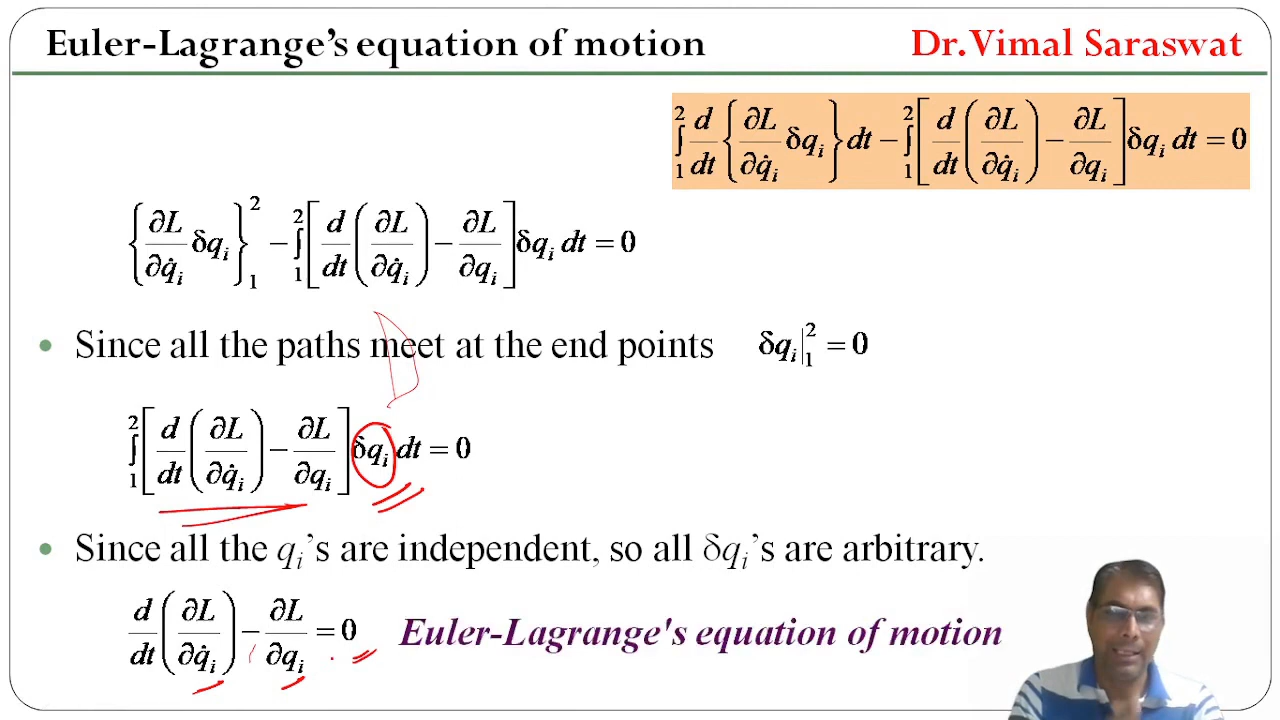 Euler-Lagrange's equation of motion
Dr.Vimal Saraswat
∫₁² d/dt {∂L/∂q̇ᵢ δqᵢ} dt − ∫₁² [d/dt (∂L/∂q̇ᵢ) − ∂L/∂qᵢ] δqᵢ dt = 0
{∂L/∂q̇ᵢ δqᵢ}₁² − ∫₁² [d/dt (∂L/∂q̇ᵢ) − ∂L/∂qᵢ] δqᵢ dt = 0
• Since all the paths meet at the end points δqᵢ|₁² = 0
∫₁² [d/dt (∂L/∂q̇ᵢ) − ∂L/∂qᵢ] δqᵢ dt = 0
• Since all the qᵢ's are independent, so all δqᵢ's are arbitrary.
d/dt (∂L/∂q̇ᵢ) − ∂L/∂qᵢ = 0 Euler-Lagrange's equation of motion